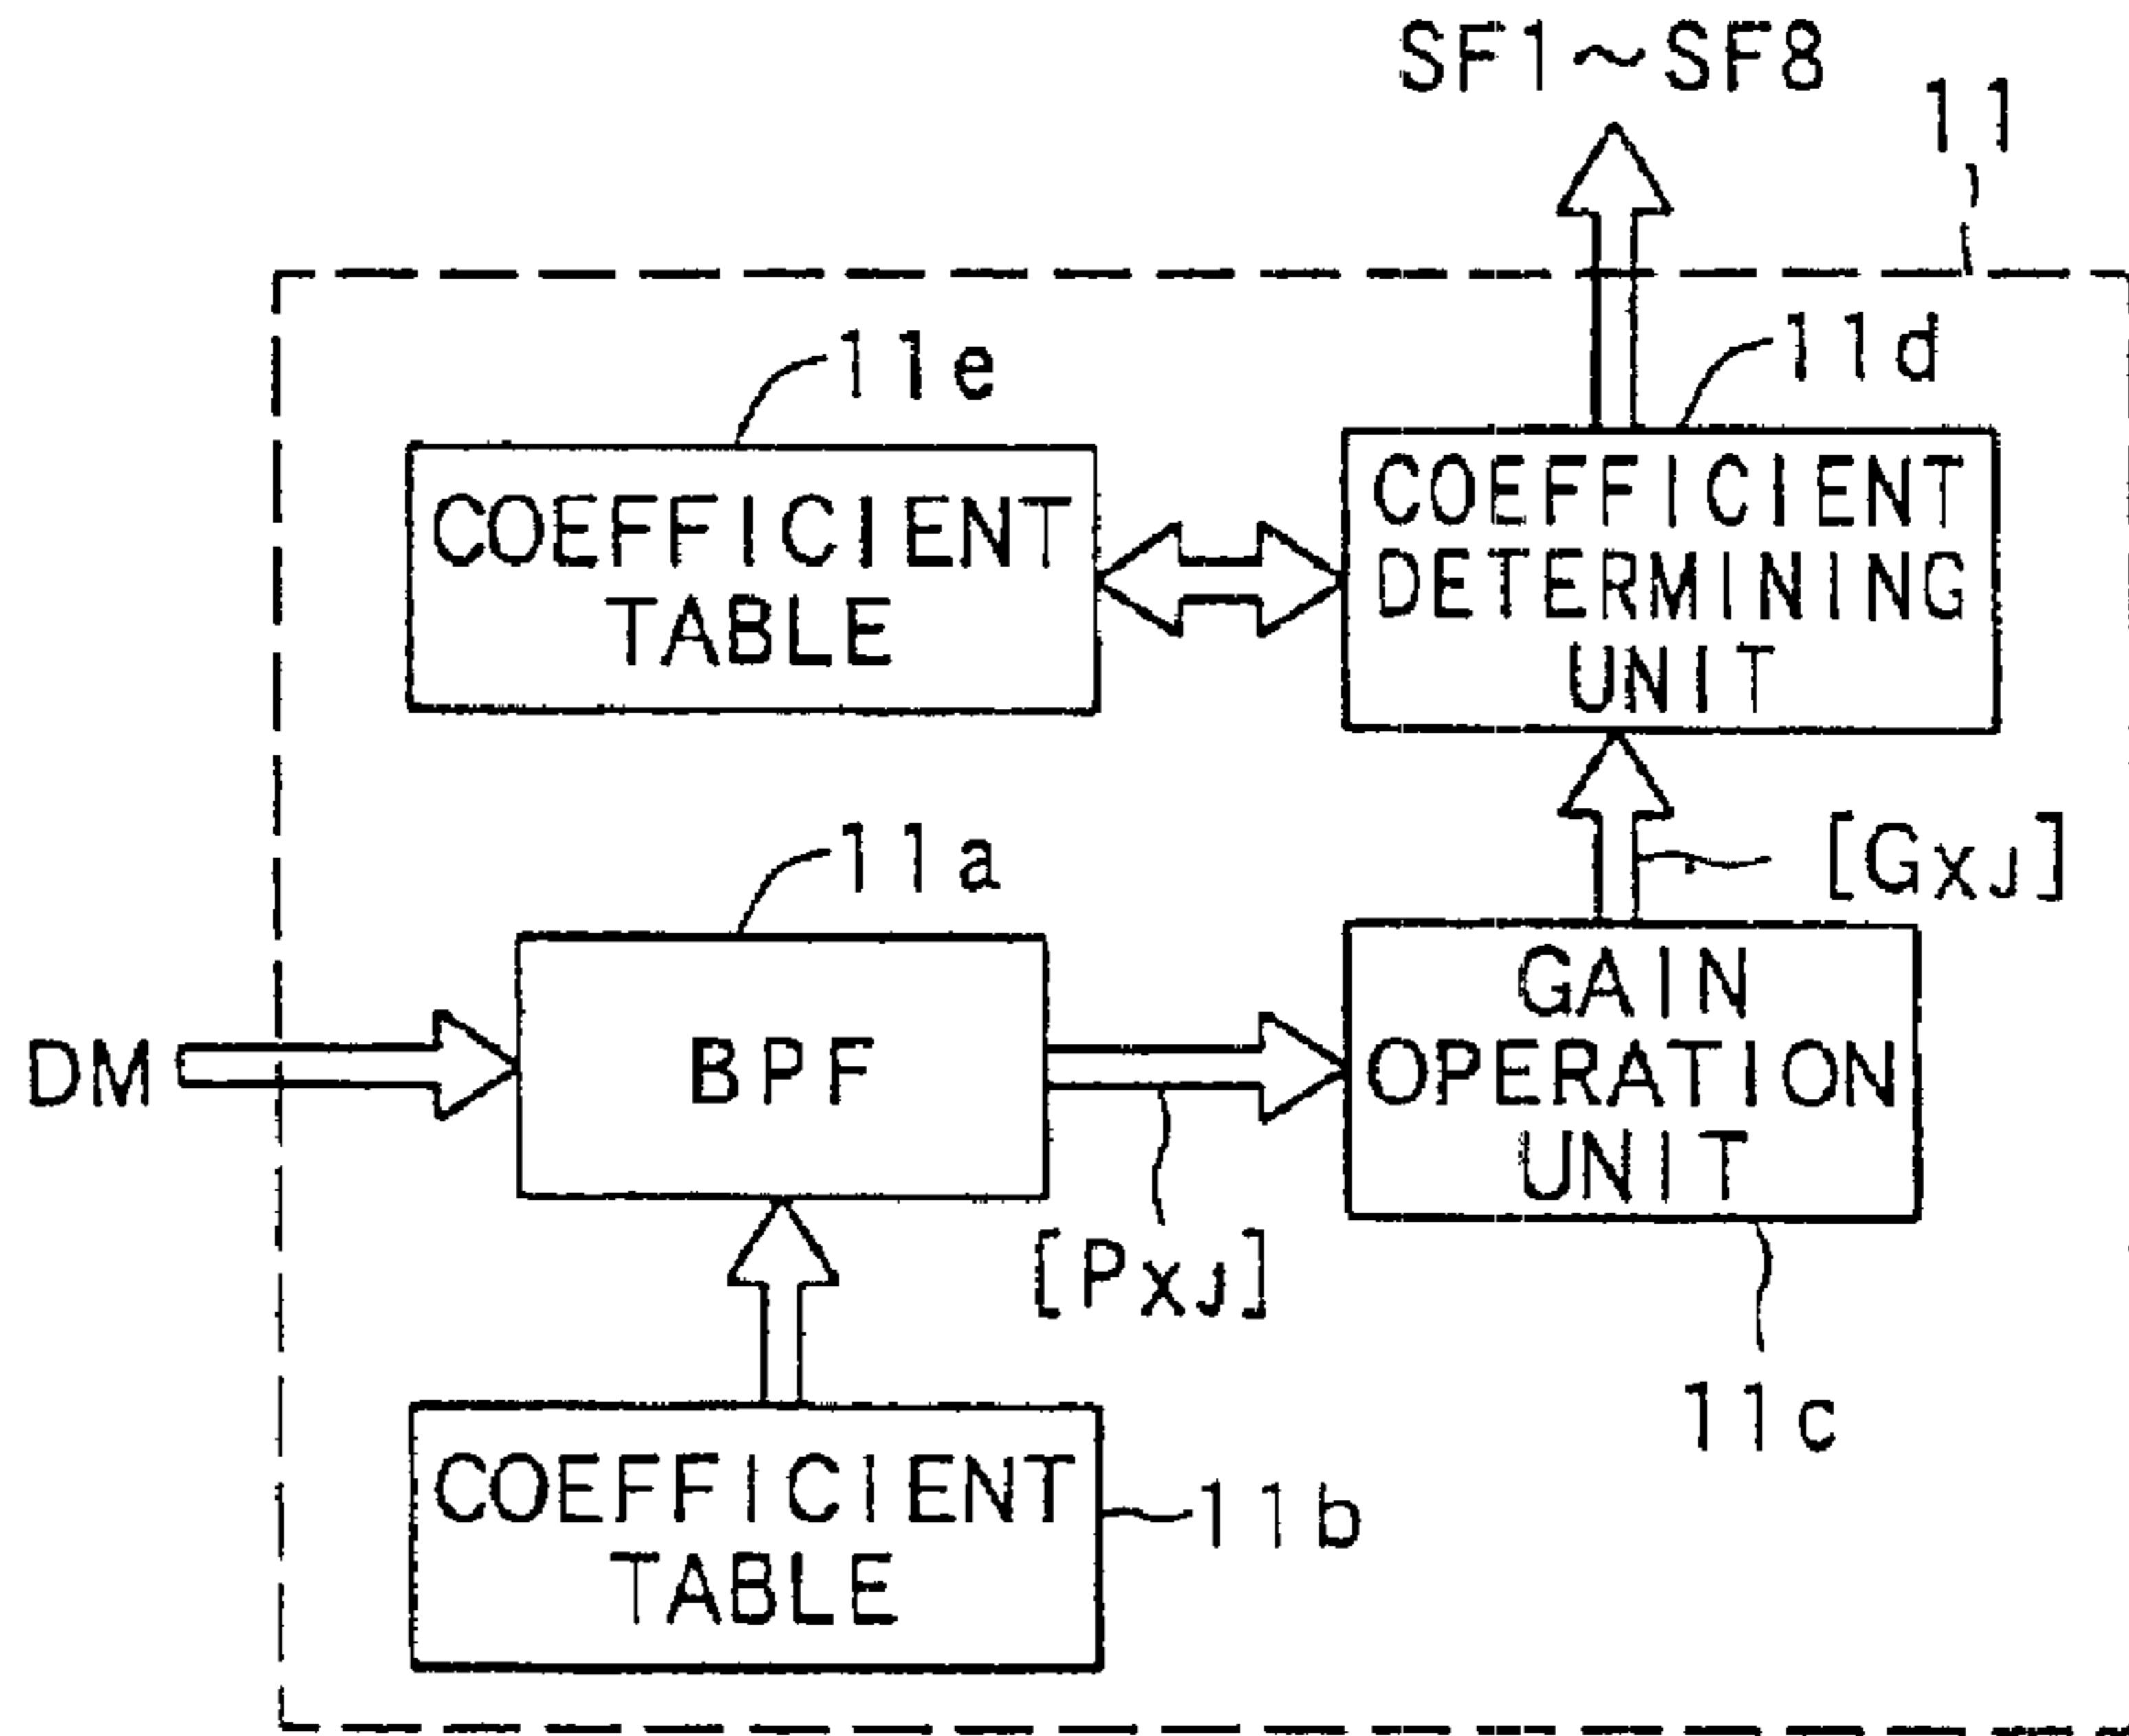 SF1~SF8
11
11e
11d
COEFFICIENT
TABLE
COEFFICIENT
DETERMINING
UNIT
11a
[GXJ]
DM
BPF
GAIN
OPERATION
UNIT
[PXJ]
11c
COEFFICIENT
TABLE
11b